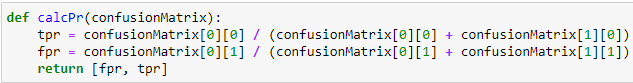 def calcPr(confusionMatrix):
    tpr = confusionMatrix[0][0] / (confusionMatrix[0][0] + confusionMatrix[1][0])
    fpr = confusionMatrix[0][1] / (confusionMatrix[0][1] + confusionMatrix[1][1])
    return [fpr, tpr]